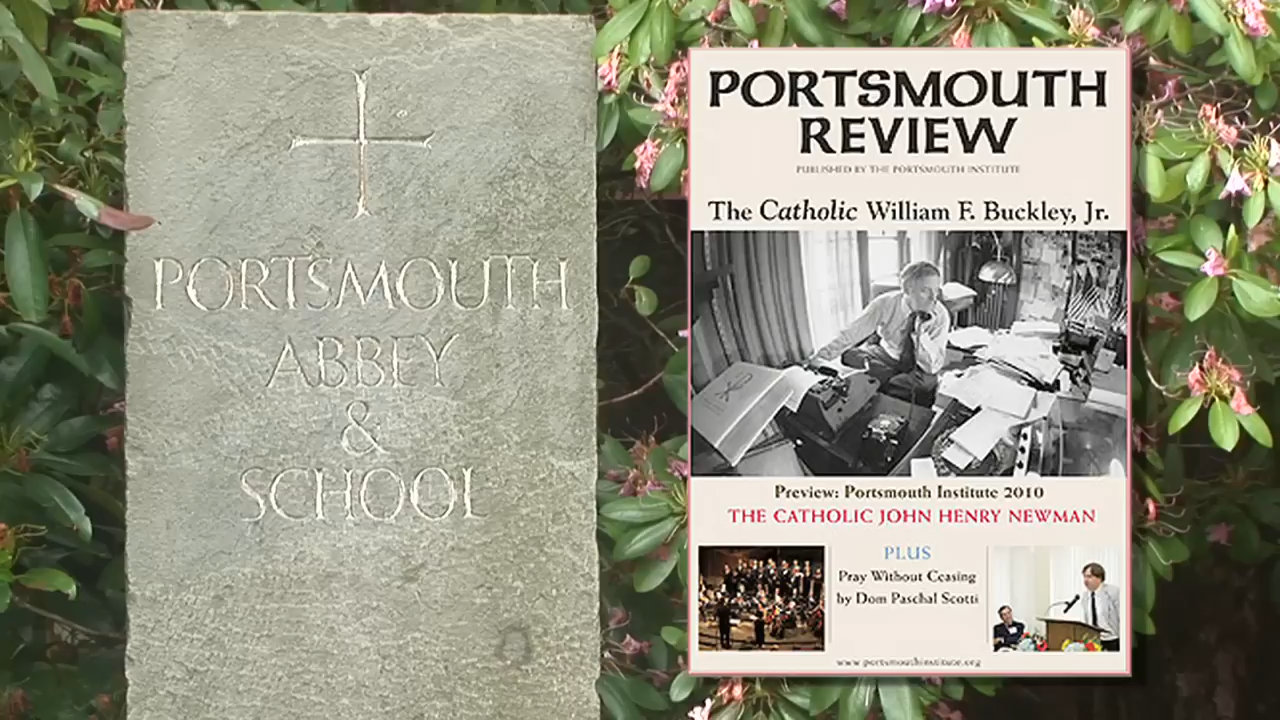 PORTSMOUTH
ABBEY
&
SCHOOL
PORTSMOUTH
REVIEW
PUBLISHED BY THE PORTSMOUTH INSTITUTE
The Catholic William F. Buckley, Jr.
Preview: Portsmouth Institute 2010
THE CATHOLIC JOHN HENRY NEWMAN
PLUS
Pray Without Ceasing
by Dom Paschal Scotti
www.portsmouthinstitute.org